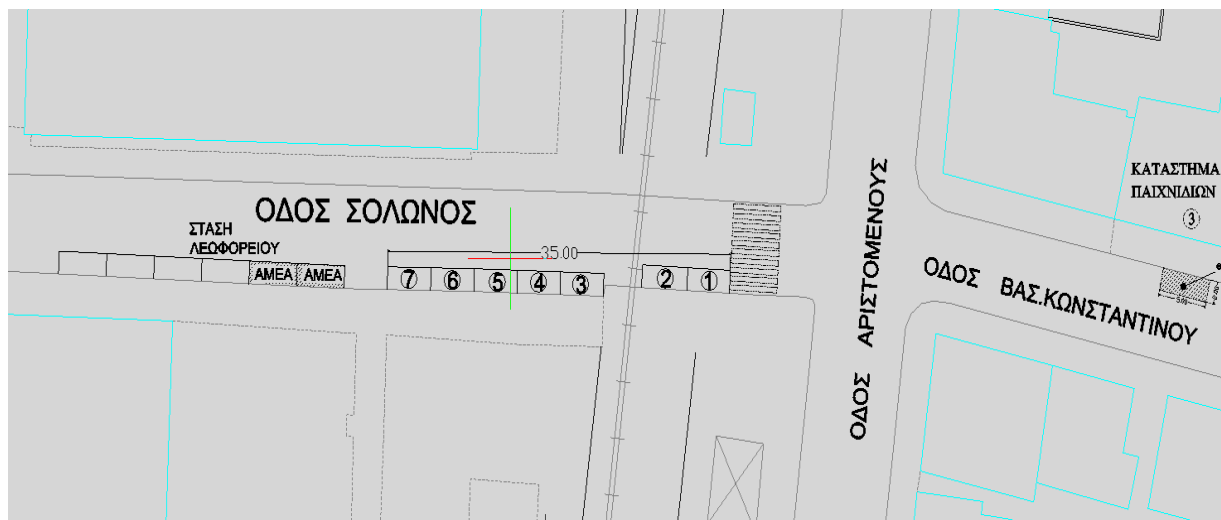 ΟΔΟΣ ΣΟΛΩΝΟΣ
ΣΤΑΣΗ
ΛΕΩΦΟΡΕΙΟΥ
ΑΜΕΑ ΑΜΕΑ
35.00
7 6 5 4 3 2 1
ΟΔΟΣ ΑΡΙΣΤΟΜΕΝΟΥΣ
ΚΑΤΑΣΤΗΜΑ
ΠΑΙΧΝΙΔΙΩΝ
3
ΟΔΟΣ ΒΑΣ.ΚΩΝΣΤΑΝΤΙΝΟΥ